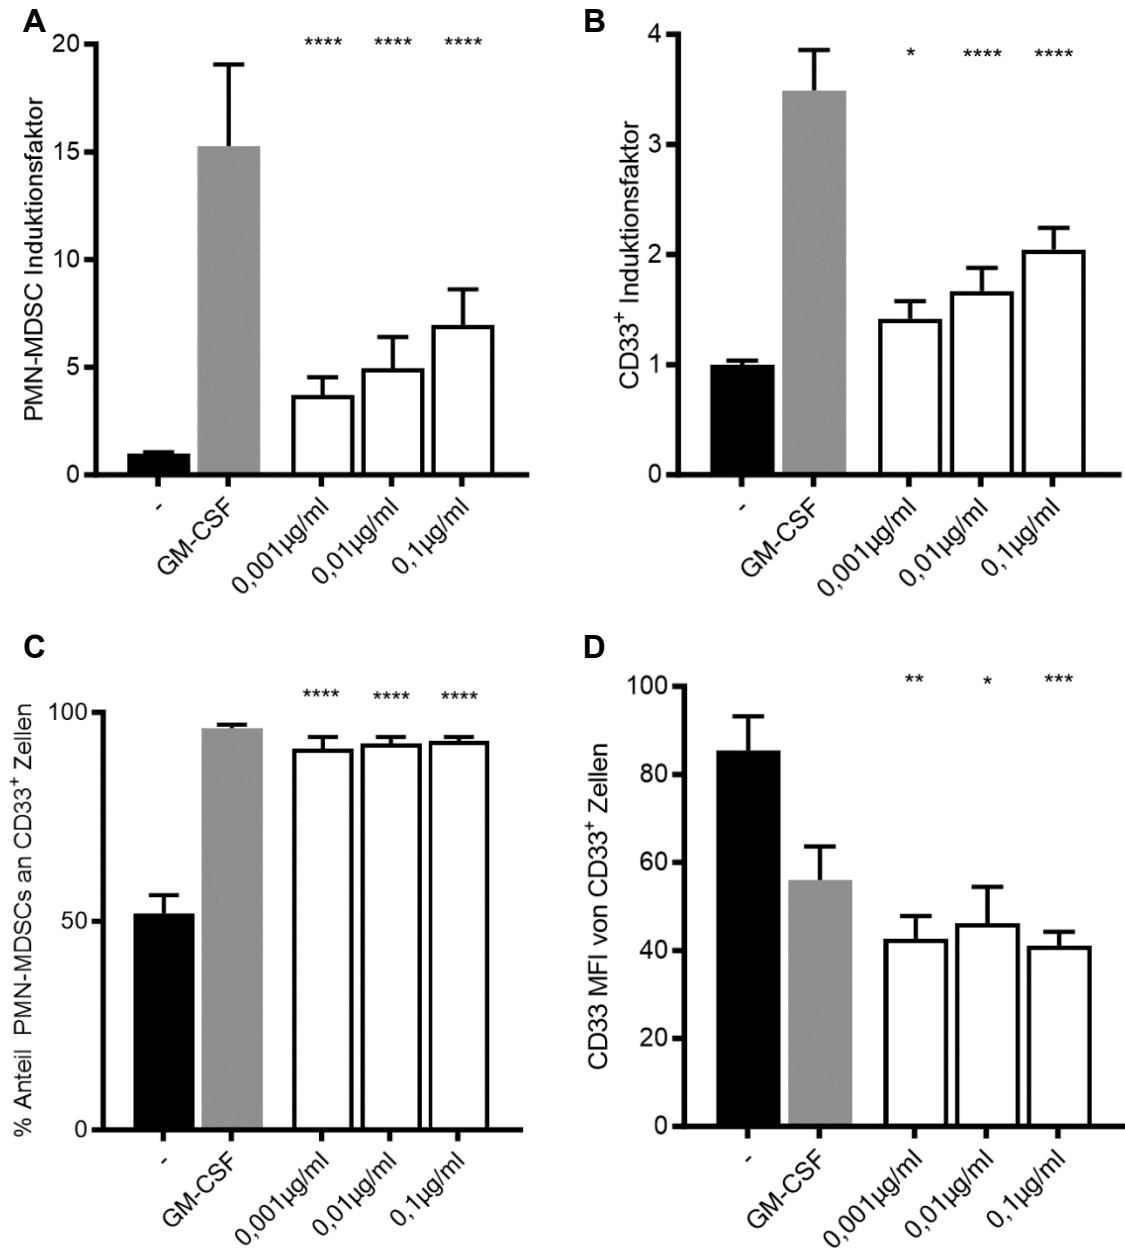 A
PMN-MDSC Induktionsfaktor
20
15
10
5
0
**** **** ****
-
GM-CSF
0,001µg/ml
0,01µg/ml
0,1µg/ml
B
CD33+ Induktionsfaktor
4
3
2
1
0
* **** ****
-
GM-CSF
0,001µg/ml
0,01µg/ml
0,1µg/ml
C
% Anteil PMN-MDSCs an CD33+ Zellen
100
50
0
**** **** ****
-
GM-CSF
0,001µg/ml
0,01µg/ml
0,1µg/ml
D
CD33 MFI von CD33+ Zellen
100
80
60
40
20
0
** * ***
-
GM-CSF
0,001µg/ml
0,01µg/ml
0,1µg/ml